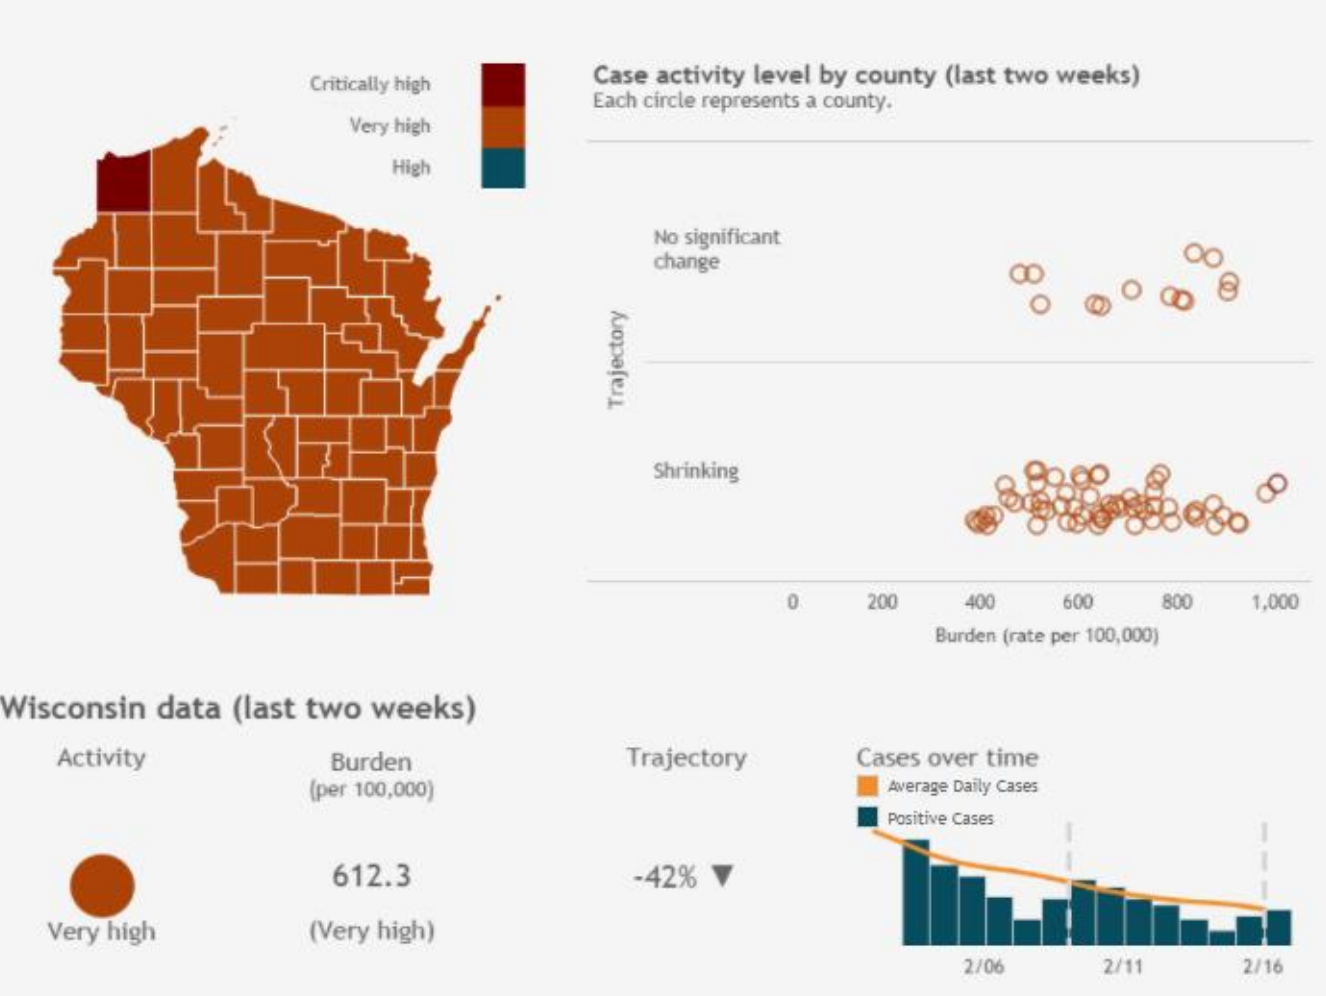 Critically high
Very high
High
Case activity level by county (last two weeks)
Each circle represents a county.
No significant
change
Trajectory
Shrinking
0 200 400 600 800 1,000
Burden (rate per 100,000)
Wisconsin data (last two weeks)
Activity
Very high
Burden
(per 100,000)
612.3
(Very high)
Trajectory
-42% ▼
Cases over time
Average Daily Cases
Positive Cases
2/06 2/11 2/16